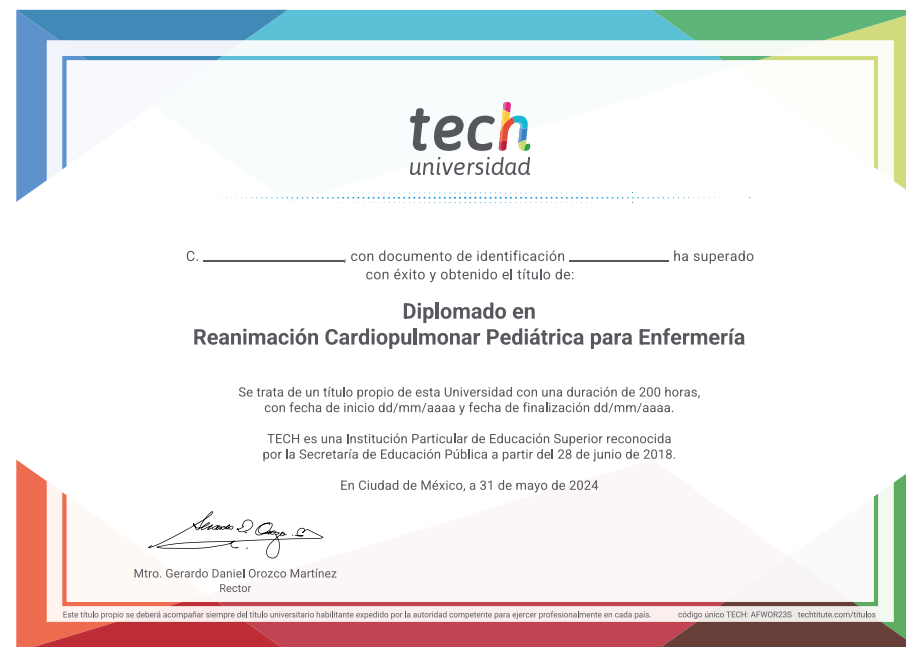 tech
universidad
C. ___________, con documento de identificación ___________ ha superado
con éxito y obtenido el título de:
Diplomado en
Reanimación Cardiopulmonar Pediátrica para Enfermería
Se trata de un título propio de esta Universidad con una duración de 200 horas,
con fecha de inicio dd/mm/aaaa y fecha de finalización dd/mm/aaaa.
TECH es una Institución Particular de Educación Superior reconocida
por la Secretaría de Educación Pública a partir del 28 de junio de 2018.
En Ciudad de México, a 31 de mayo de 2024
Mtro. Gerardo Daniel Orozco Martínez
Rector
Este título propio se deberá acompañar siempre del título universitario habilitante expedido por la autoridad competente para ejercer profesionalmente en cada país. código único TECH: AFWOR23S techtitute.com/titulos